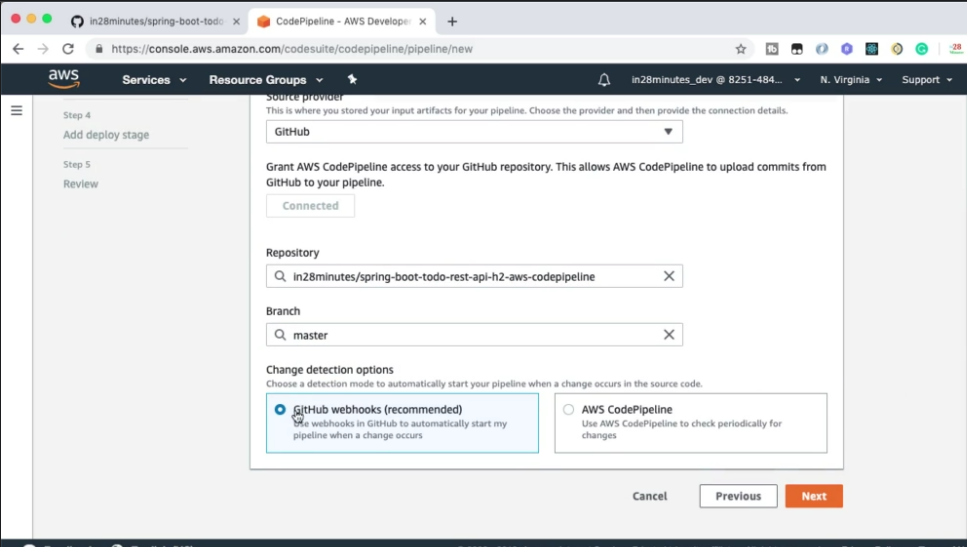 in28minutes/spring-boot-todo-
CodePipeline - AWS Developer
https://console.aws.amazon.com/codesuite/codepipeline/pipeline/new
-28
aws
Services
Resource Groups
in28minutes_dev @ 8251-484...
N. Virginia
Support
Source provider
This is where you stored your input artifacts for your pipeline. Choose the provider and then provide the connection details.
Step 4
Add deploy stage
GitHub
Step 5
Review
Grant AWS CodePipeline access to your GitHub repository. This allows AWS CodePipeline to upload commits from
GitHub to your pipeline.
Connected
Repository
in28minutes/spring-boot-todo-rest-api-h2-aws-codepipeline
Branch
master
Change detection options
Choose a detection mode to automatically start your pipeline when a change occurs in the source code.
GitHub webhooks (recommended)
Use webhooks in GitHub to automatically start my
pipeline when a change occurs
AWS CodePipeline
Use AWS CodePipeline to check periodically for
changes
Cancel
Previous
Next